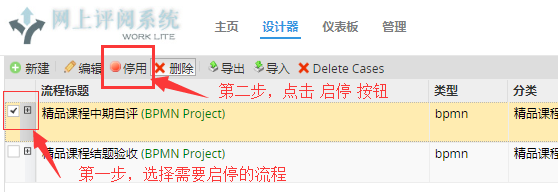 网上评阅系统
WORK LITE
主页 设计器 仪表板 管理
新建 编辑 停用 删除 导出 导入 Delete Cases
流程标题 类型 分类
第二步，点击 启停 按钮
精品课程中期自评 (BPMN Project) bpmn 精品课程
精品课程结题验收 (BPMN Project) bpmn 精品课程
第一步，选择需要启停的流程